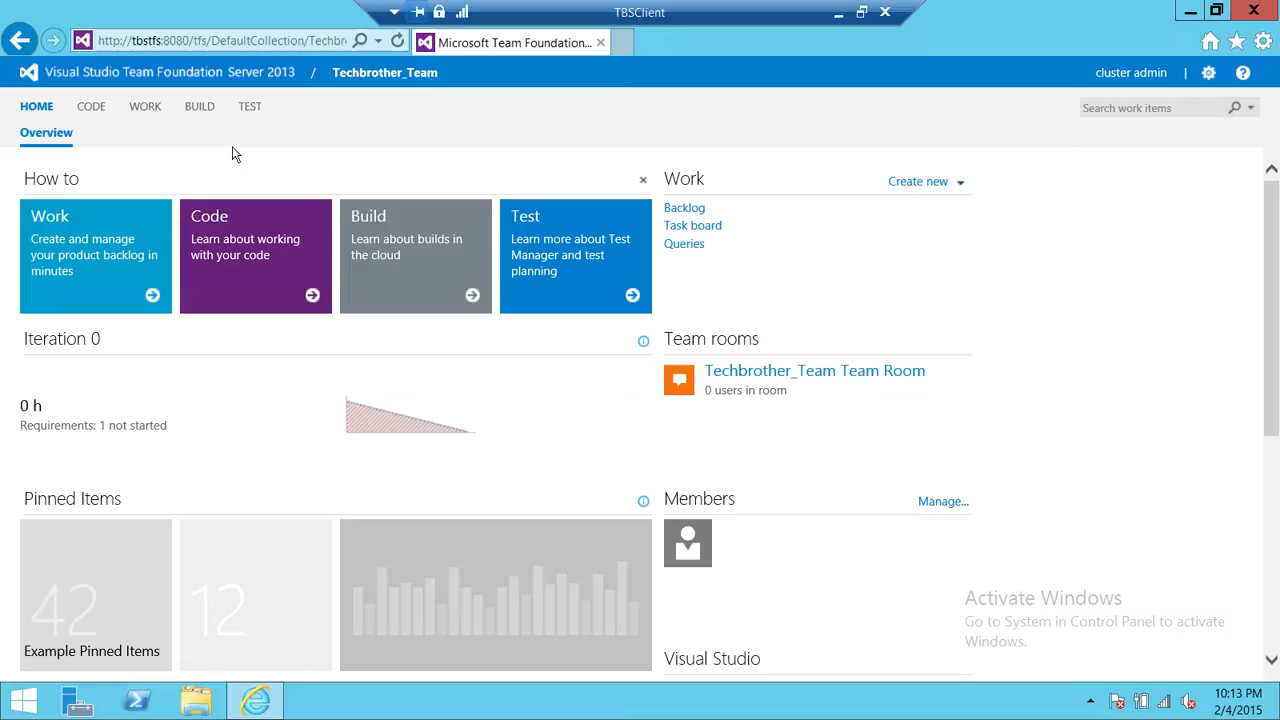 TBSClient
http://tbstfs:8080/tfs/DefaultCollection/Techbr
Microsoft Team Foundation...
Visual Studio Team Foundation Server 2013 / Techbrother_Team
cluster admin
HOME CODE WORK BUILD TEST
Search work items
Overview
How to
Work
Create and manage
your product backlog in
minutes
Code
Learn about working
with your code
Build
Learn about builds in
the cloud
Test
Learn more about Test
Manager and test
planning
Work
Create new
Backlog
Task board
Queries
Iteration 0
0 h
Requirements: 1 not started
Team rooms
Techbrother_Team Team Room
0 users in room
Pinned Items
42
Example Pinned Items
12
Members
Manage...
Activate Windows
Go to System in Control Panel to activate
Windows.
Visual Studio
10:13 PM
2/4/2015